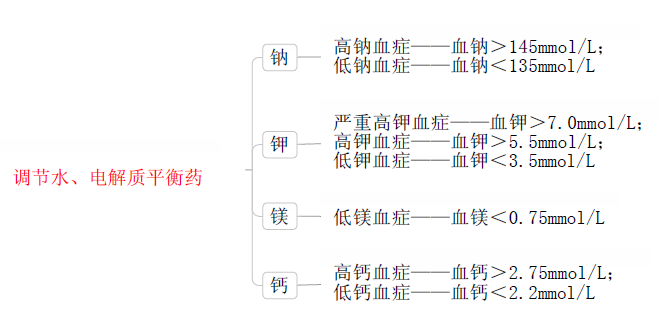 调节水、电解质平衡药
钠
高钠血症——血钠＞145mmol/L；
低钠血症——血钠＜135mmol/L
钾
严重高钾血症——血钾＞7.0mmol/L；
高钾血症——血钾＞5.5mmol/L；
低钾血症——血钾＜3.5mmol/L
镁
低镁血症——血镁＜0.75mmol/L
钙
高钙血症——血钙＞2.75mmol/L；
低钙血症——血钙＜2.2mmol/L